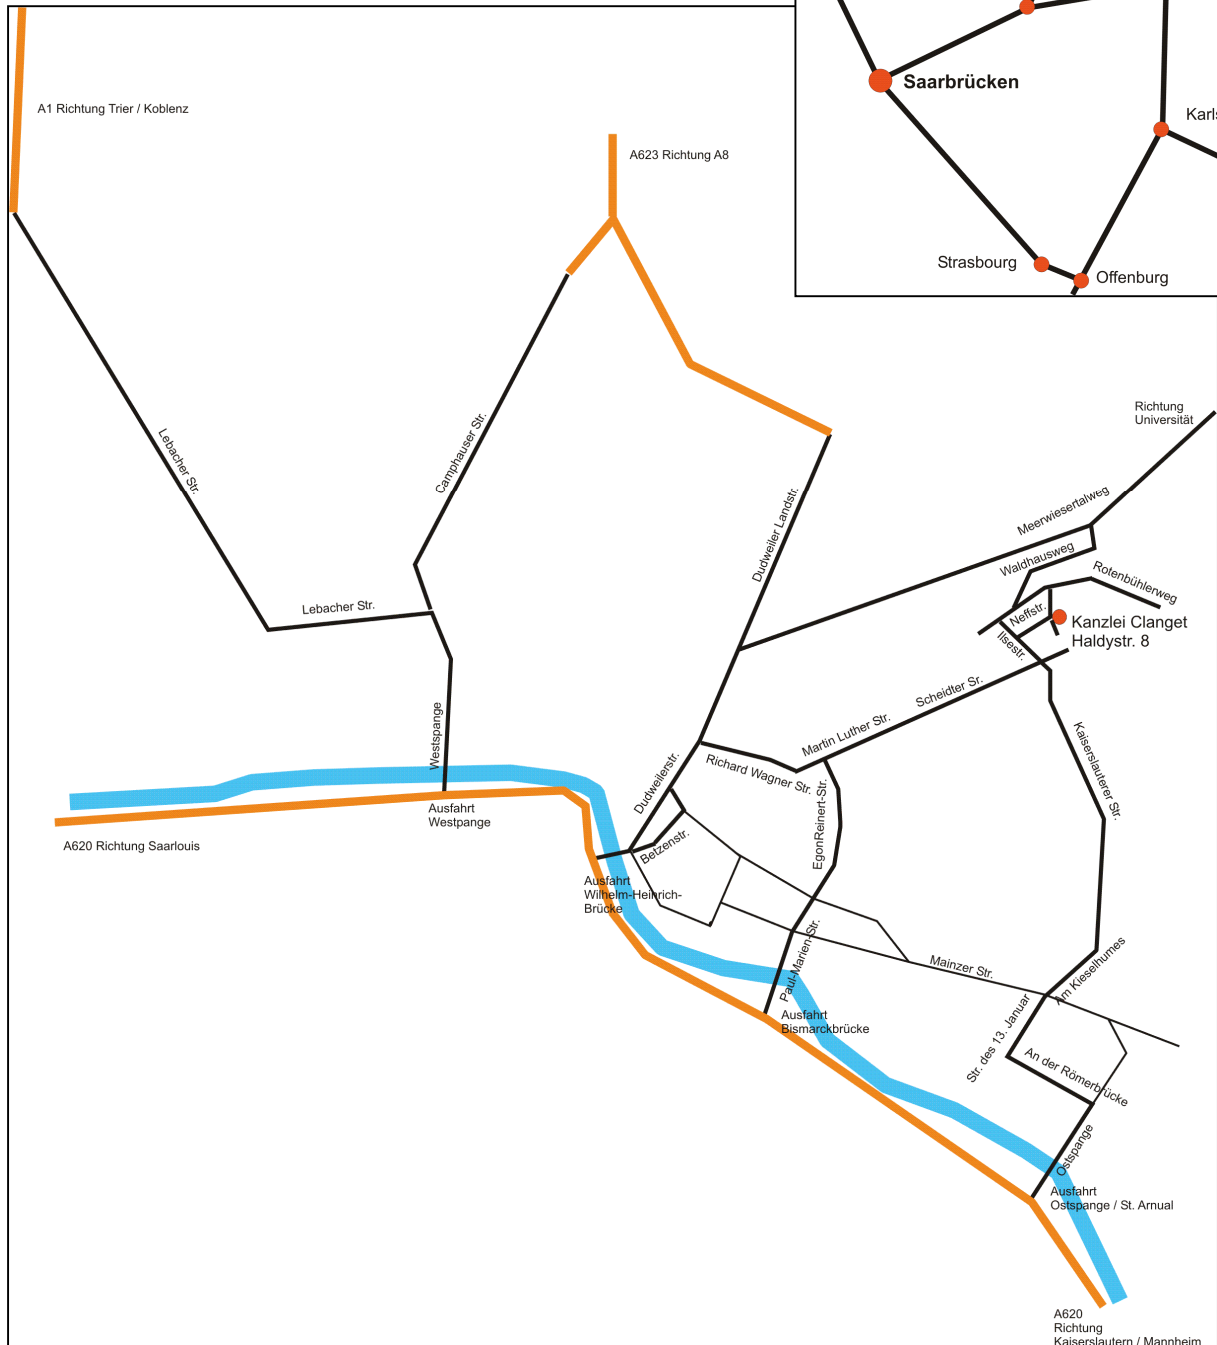 Saarbrücken
A1 Richtung Trier / Koblenz
A623 Richtung A8
Strasbourg
Offenburg
Richtung
Universität
Lebacher Str.
Camphauser Str.
Dudweiler Landstr.
Meerwiesertalweg
Waldhausweg
Rotenbühlerweg
Neffstr.
Lebacher Str.
Kanzlei Clanget
Haldystr. 8
Ilsestr.
Scheidter Sr.
Westspange
Martin Luther Str.
Richard Wagner Str.
Kaiserslauterer Str.
Dudweilerstr.
EgonReinert-Str.
Ausfahrt
Westpange
A620 Richtung Saarlouis
Betzenstr.
Ausfahrt
Wilhelm-Heinrich-
Brücke
Paul-Marien-Str.
Mainzer Str.
Am Kieselhumes
Ausfahrt
Bismarckbrücke
Str. des 13. Januar
An der Römerbrücke
Ostspange
Ausfahrt
Ostspange / St. Arnual
A620
Richtung
Kaiserslautern / Mannheim